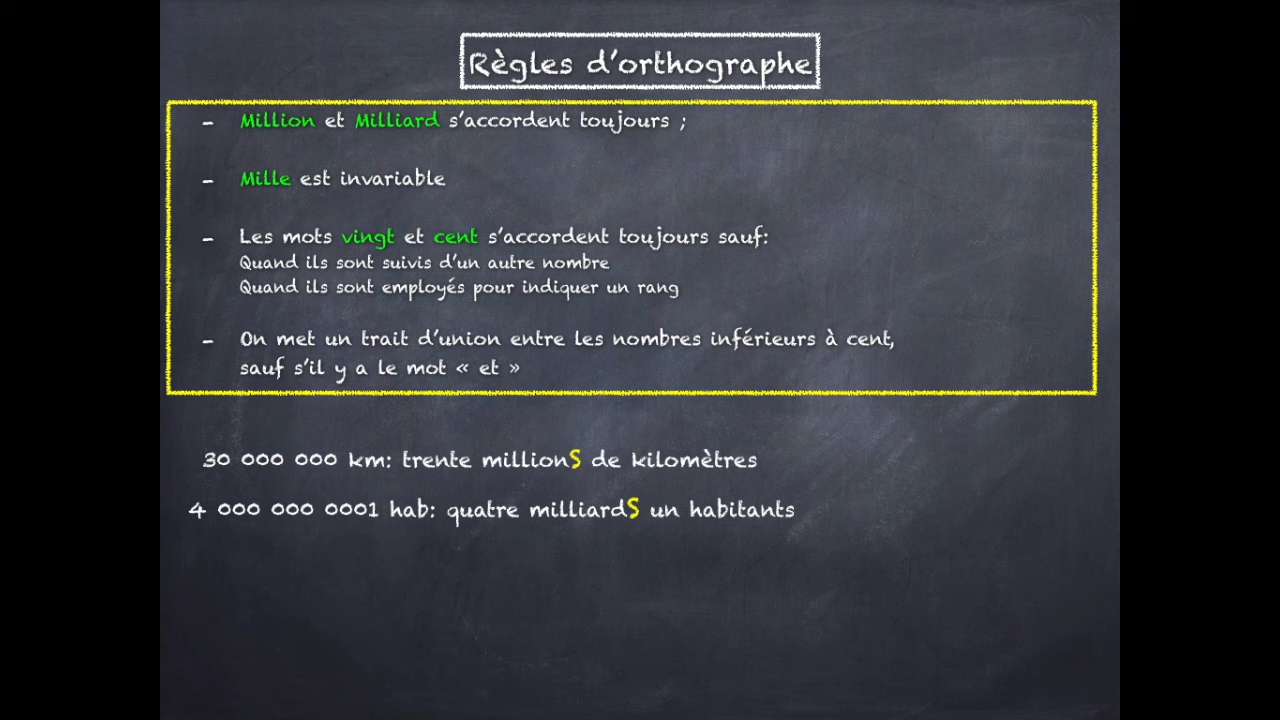 Règles d'orthographe
- Million et Milliard s'accordent toujours ;
- Mille est invariable
- Les mots vingt et cent s'accordent toujours sauf:
Quand ils sont suivis d'un autre nombre
Quand ils sont employés pour indiquer un rang
- On met un trait d'union entre les nombres inférieurs à cent,
sauf s'il y a le mot « et »
30 000 000 km: trente millionS de kilomètres
4 000 000 0001 hab: quatre milliardS un habitants